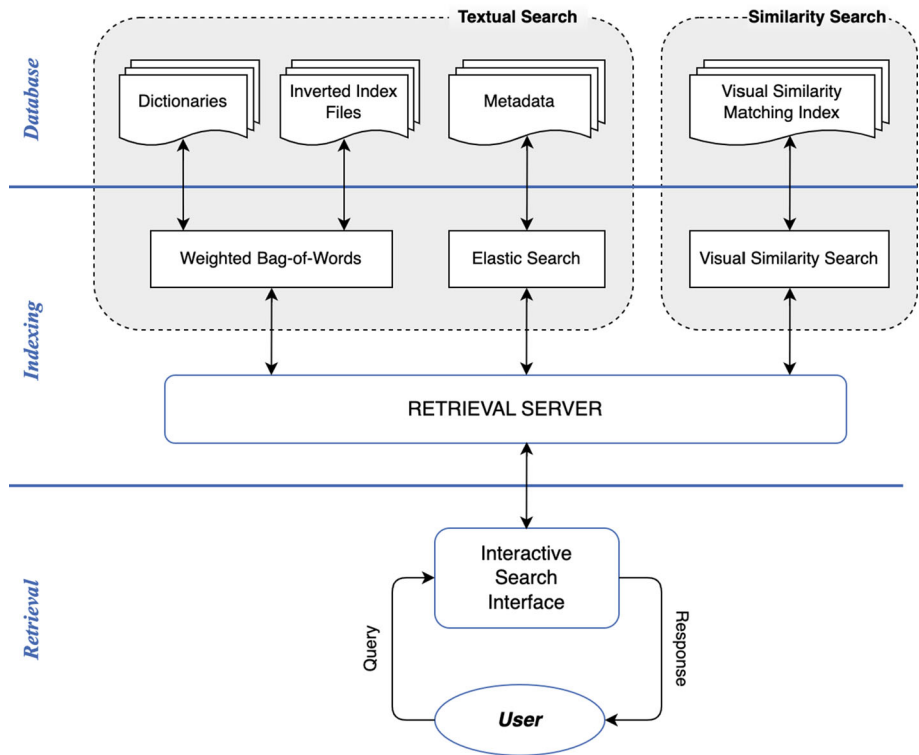 Textual Search
Similarity Search
Database
Dictionaries
Inverted Index
Files
Metadata
Visual Similarity
Matching Index
Indexing
Weighted Bag-of-Words
Elastic Search
Visual Similarity Search
RETRIEVAL SERVER
Retrieval
Interactive
Search
Interface
Query
Response
User